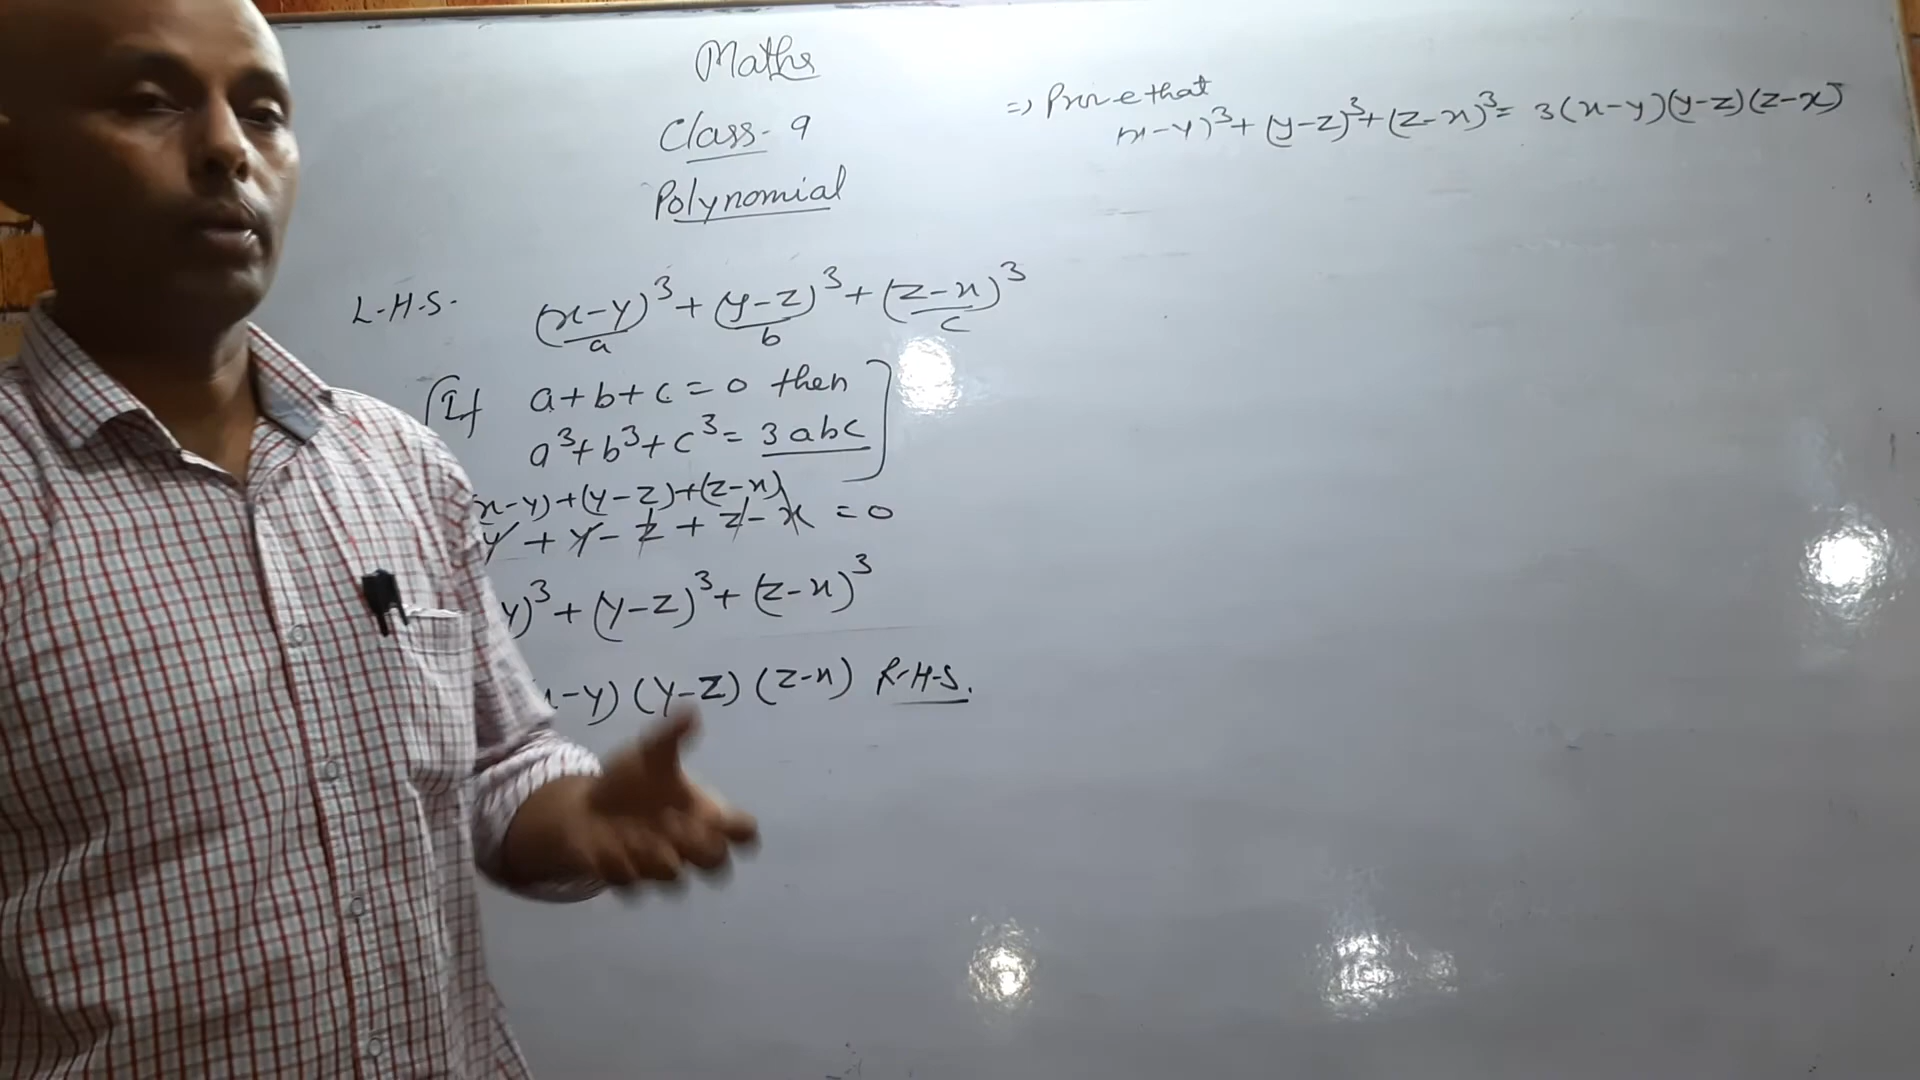 Maths
Class-9
Polynomial
=> Prove that
x-y)³+(y-z)³+(z-x)³= 3(x-y)(y-z)(z-x)
L-H-S- (x-y)³+(y-z)³+(z-x)³
a b c
If a+b+c=0 then
a³+b³+c³=3abc
x-y)+(y-z)+(z-x)
y+y-z+z-x=0
y)³+(y-z)³+(z-x)³
x-y)(y-z)(z-x) R-H-S.